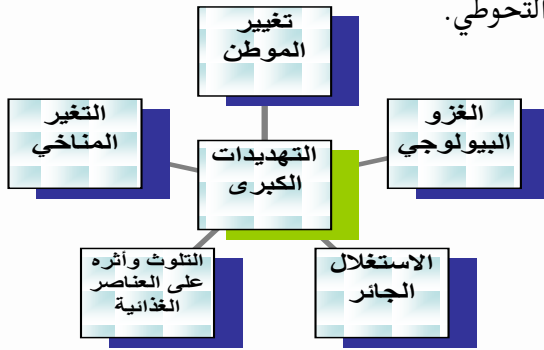 التحوطي.
تغيير
الموطن
الغزو
البيولوجي
التغير
المناخي
التهديدات
الكبرى
الاستغلال
الجائر
التلوث وأثره
على العناصر
الغذائية